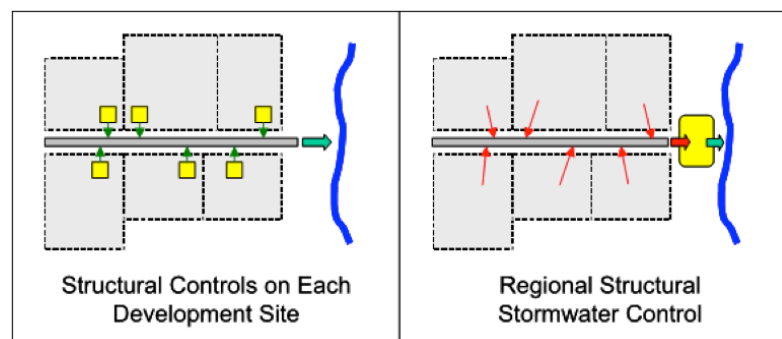 Structural Controls on Each
Development Site
Regional Structural
Stormwater Control